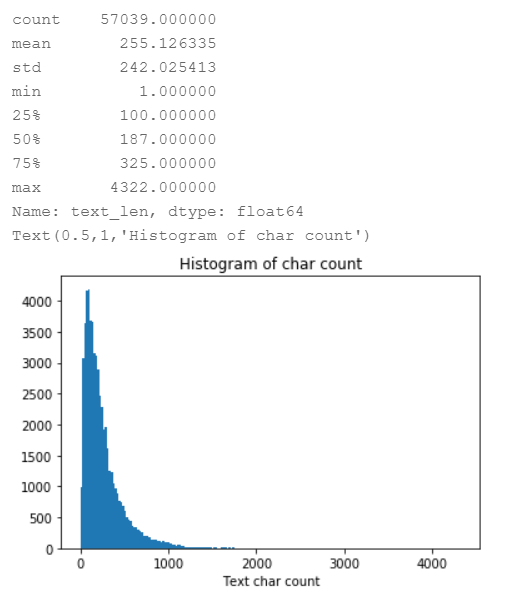 count 57039.000000
mean 255.126335
std 242.025413
min 1.000000
25% 100.000000
50% 187.000000
75% 325.000000
max 4322.000000
Name: text_len, dtype: float64
Text(0.5,1,'Histogram of char count')
Histogram of char count
4000
3500
3000
2500
2000
1500
1000
500
0
0 1000 2000 3000 4000
Text char count